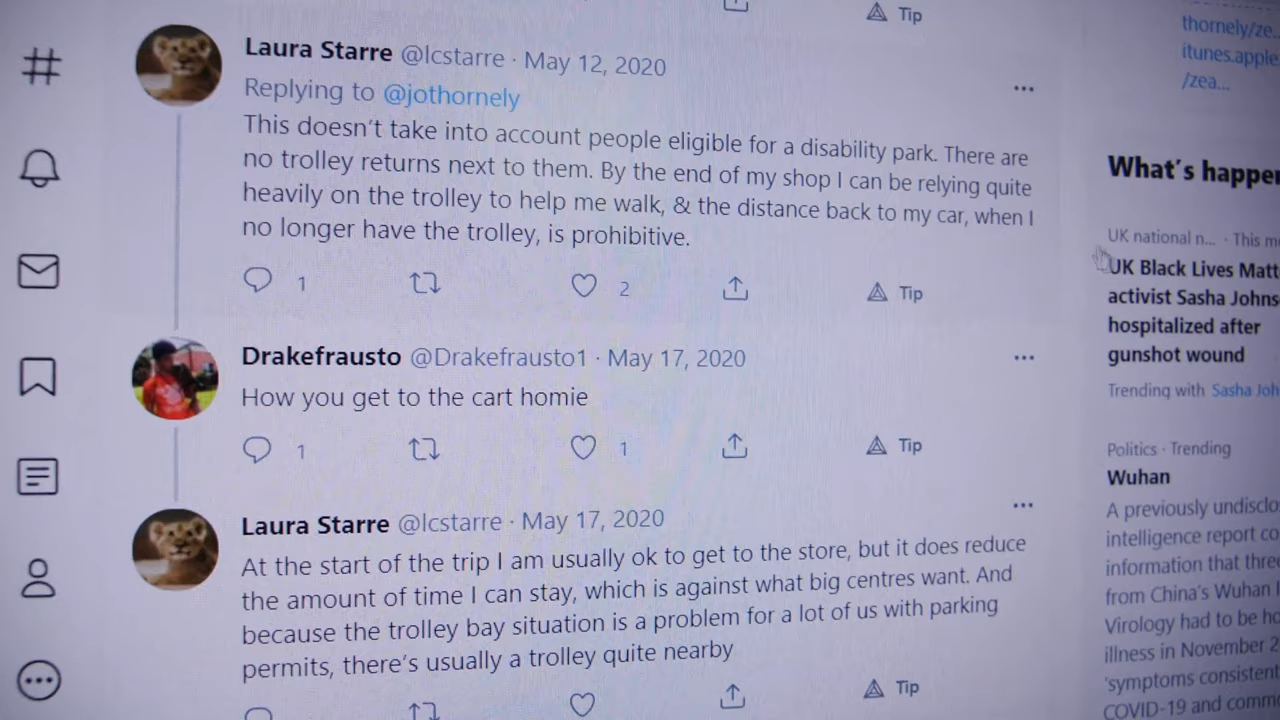 Tip
thornely/ze...
itunes.apple
/zea...
Laura Starre @lcstarre · May 12, 2020
Replying to @jothornely
This doesn't take into account people eligible for a disability park. There are
no trolley returns next to them. By the end of my shop I can be relying quite
heavily on the trolley to help me walk, & the distance back to my car, when I
no longer have the trolley, is prohibitive.
1
2
Tip
Drakefrausto @Drakefrausto1 · May 17, 2020
How you get to the cart homie
1
1
Tip
Laura Starre @lcstarre · May 17, 2020
At the start of the trip I am usually ok to get to the store, but it does reduce
the amount of time I can stay, which is against what big centres want. And
because the trolley bay situation is a problem for a lot of us with parking
permits, there's usually a trolley quite nearby
Tip
What's happe
UK national n... · This
UK Black Lives Matt
activist Sasha Johns
hospitalized after
gunshot wound
Trending with Sasha Joh
Politics · Trending
Wuhan
A previously undisclo
intelligence report co
information that thre
from China's Wuhan
Virology had to be ho
illness in November 2
'symptoms consistent
COVID-19 and comm